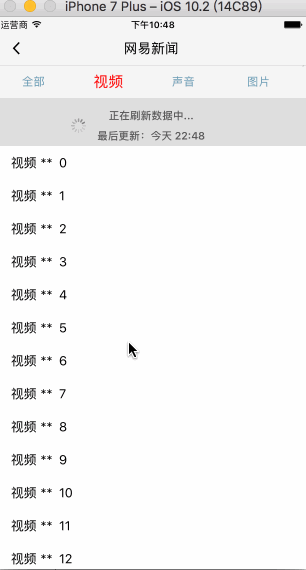 iPhone 7 Plus – iOS 10.2 (14C89)
运营商 下午10:48
网易新闻
全部 视频 声音 图片
正在刷新数据中...
最后更新：今天 22:48
视频 ** 0
视频 ** 1
视频 ** 2
视频 ** 3
视频 ** 4
视频 ** 5
视频 ** 6
视频 ** 7
视频 ** 8
视频 ** 9
视频 ** 10
视频 ** 11
视频 ** 12